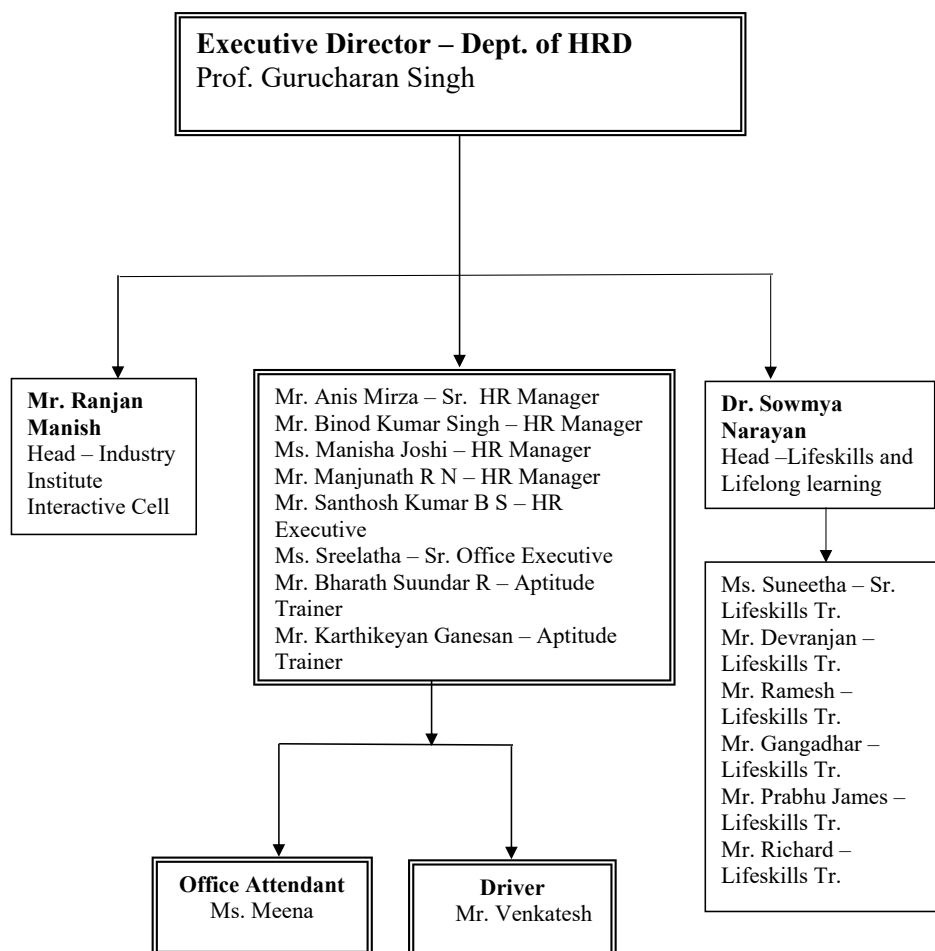 Executive Director – Dept. of HRD
Prof. Gurucharan Singh
Mr. Ranjan
Manish
Head – Industry
Institute
Interactive Cell
Mr. Anis Mirza – Sr.  HR Manager
Mr. Binod Kumar Singh – HR Manager
Ms. Manisha Joshi – HR Manager
Mr. Manjunath R N – HR Manager
Mr. Santhosh Kumar B S – HR
Executive
Ms. Sreelatha – Sr. Office Executive
Mr. Bharath Suundar R – Aptitude
Trainer
Mr. Karthikeyan Ganesan – Aptitude
Trainer
Dr. Sowmya
Narayan
Head –Lifeskills and
Lifelong learning
Ms. Suneetha – Sr.
Lifeskills Tr.
Mr. Devranjan –
Lifeskills Tr.
Mr. Ramesh –
Lifeskills Tr.
Mr. Gangadhar –
Lifeskills Tr.
Mr. Prabhu James –
Lifeskills Tr.
Mr. Richard –
Lifeskills Tr.
Office Attendant
Ms. Meena
Driver
Mr. Venkatesh